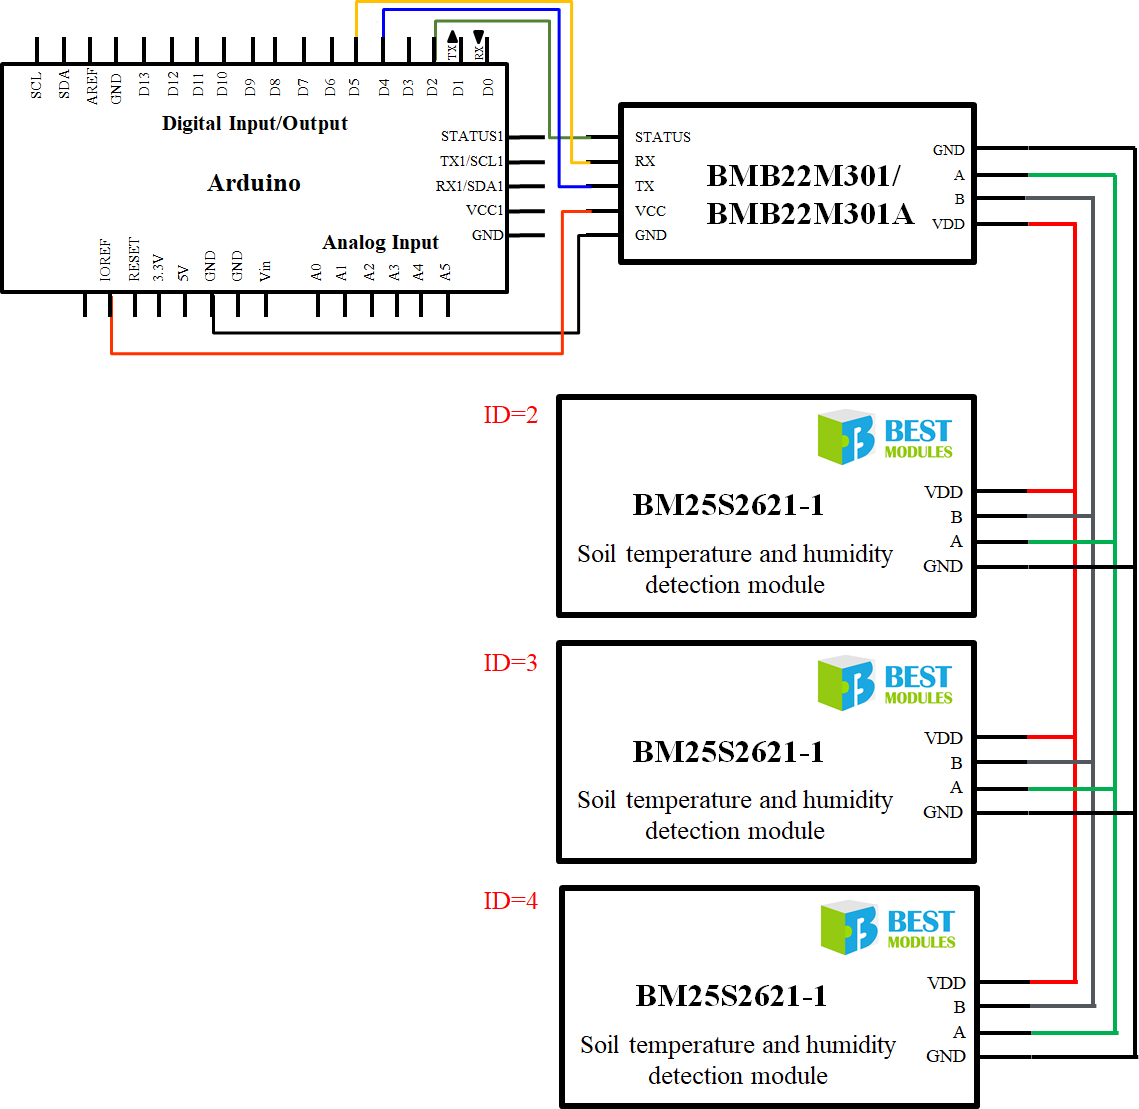 SCL
SDA
AREF
GND
D13
D12
D11
D10
D9
D8
D7
D6
D5
D4
D3
D2
D1
D0
TX
RX
Digital Input/Output
Arduino
STATUS1
TX1/SCL1
RX1/SDA1
VCC1
GND
Analog Input
IOREF
RESET
3.3V
5V
GND
GND
Vin
A0
A1
A2
A3
A4
A5
STATUS
RX
TX
VCC
GND
BMB22M301/
BMB22M301A
GND
A
B
VDD
ID=2
BEST
MODULES
BM25S2621-1
Soil temperature and humidity
detection module
VDD
B
A
GND
ID=3
BEST
MODULES
BM25S2621-1
Soil temperature and humidity
detection module
VDD
B
A
GND
ID=4
BEST
MODULES
BM25S2621-1
Soil temperature and humidity
detection module
VDD
B
A
GND